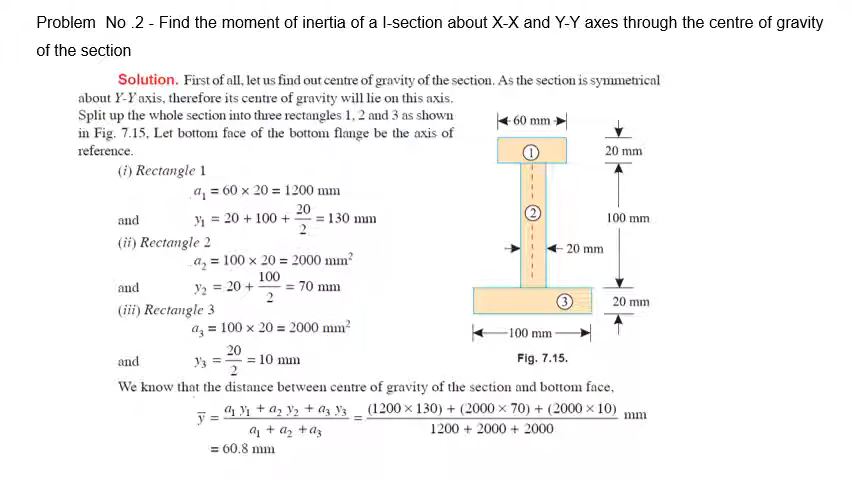 Problem No .2 - Find the moment of inertia of a I-section about X-X and Y-Y axes through the centre of gravity
of the section
Solution. First of all, let us find out centre of gravity of the section. As the section is symmetrical
about Y-Y axis, therefore its centre of gravity will lie on this axis.
Split up the whole section into three rectangles 1, 2 and 3 as shown
in Fig. 7.15, Let bottom face of the bottom flange be the axis of
reference.
(i) Rectangle 1
a₁ = 60 × 20 = 1200 mm
and y₁ = 20 + 100 + 20/2 = 130 mm
(ii) Rectangle 2
a₂ = 100 × 20 = 2000 mm²
and y₂ = 20 + 100/2 = 70 mm
(iii) Rectangle 3
a₃ = 100 × 20 = 2000 mm²
and y₃ = 20/2 = 10 mm
60 mm
1
20 mm
2
100 mm
20 mm
3
20 mm
100 mm
Fig. 7.15.
We know that the distance between centre of gravity of the section and bottom face,
y̅ = (a₁ y₁ + a₂ y₂ + a₃ y₃)/(a₁ + a₂ + a₃) = ((1200 × 130) + (2000 × 70) + (2000 × 10))/(1200 + 2000 + 2000) mm
= 60.8 mm